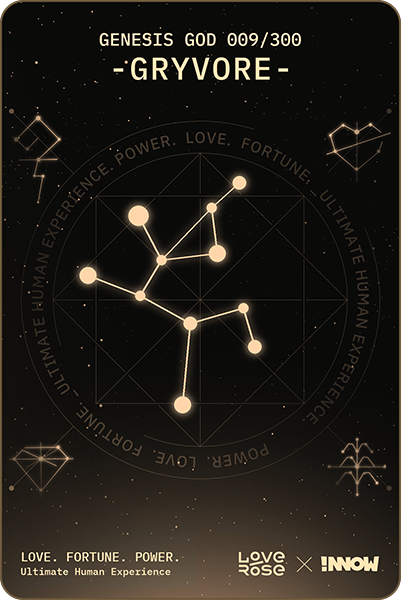 GENESIS GOD 009/300
-GRYVORE-
POWER. LOVE. FORTUNE. - ULTIMATE HUMAN EXPERIENCE.
POWER. LOVE. FORTUNE - ULTIMATE HUMAN EXPERIENCE.
LOVE. FORTUNE. POWER.
Ultimate Human Experience
LOVE ROSE × !NNOW